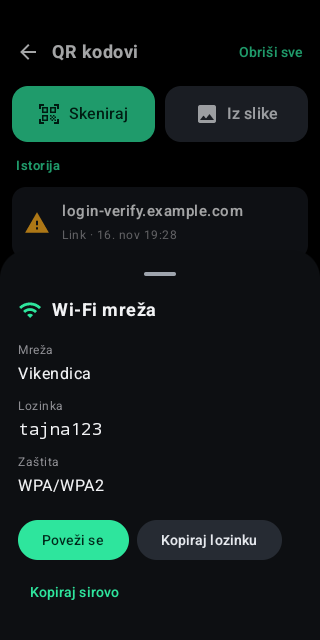 QR kodovi
Obriši sve
Skeniraj
Iz slike
Istorija
login-verify.example.com
Link · 16. nov 19:28
Wi-Fi mreža
Mreža
Vikendica
Lozinka
tajna123
Zaštita
WPA/WPA2
Poveži se
Kopiraj lozinku
Kopiraj sirovo